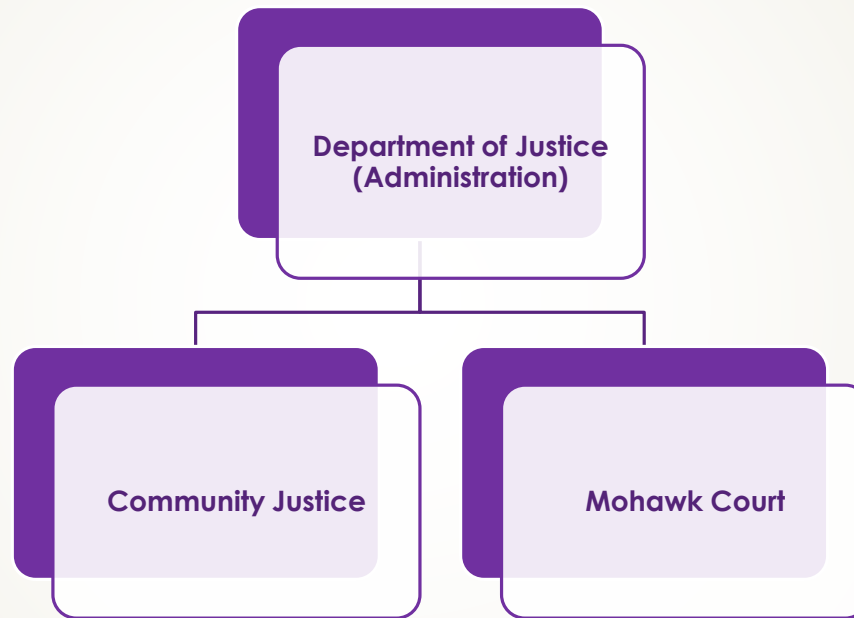 Department of Justice
(Administration)
Community Justice
Mohawk Court